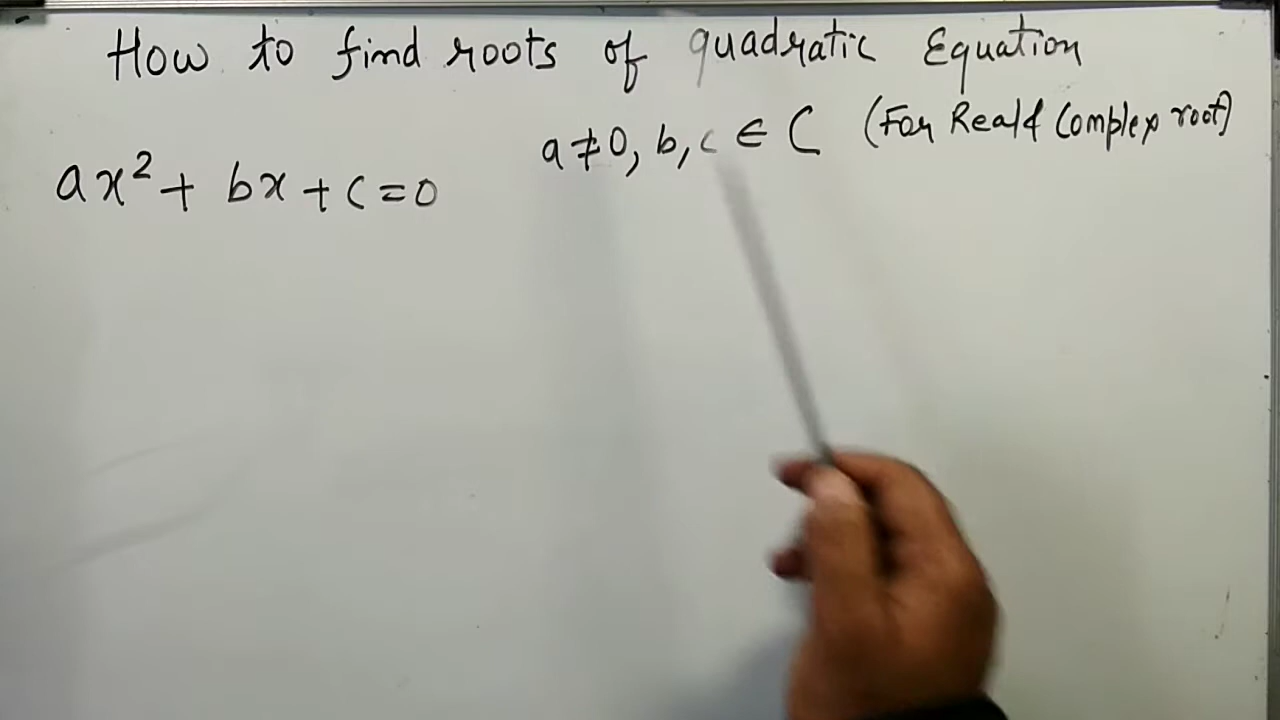 How to find roots of quadratic Equation
a≠0, b, c ∈ C (For Real & Complex root)
ax² + bx + c = 0